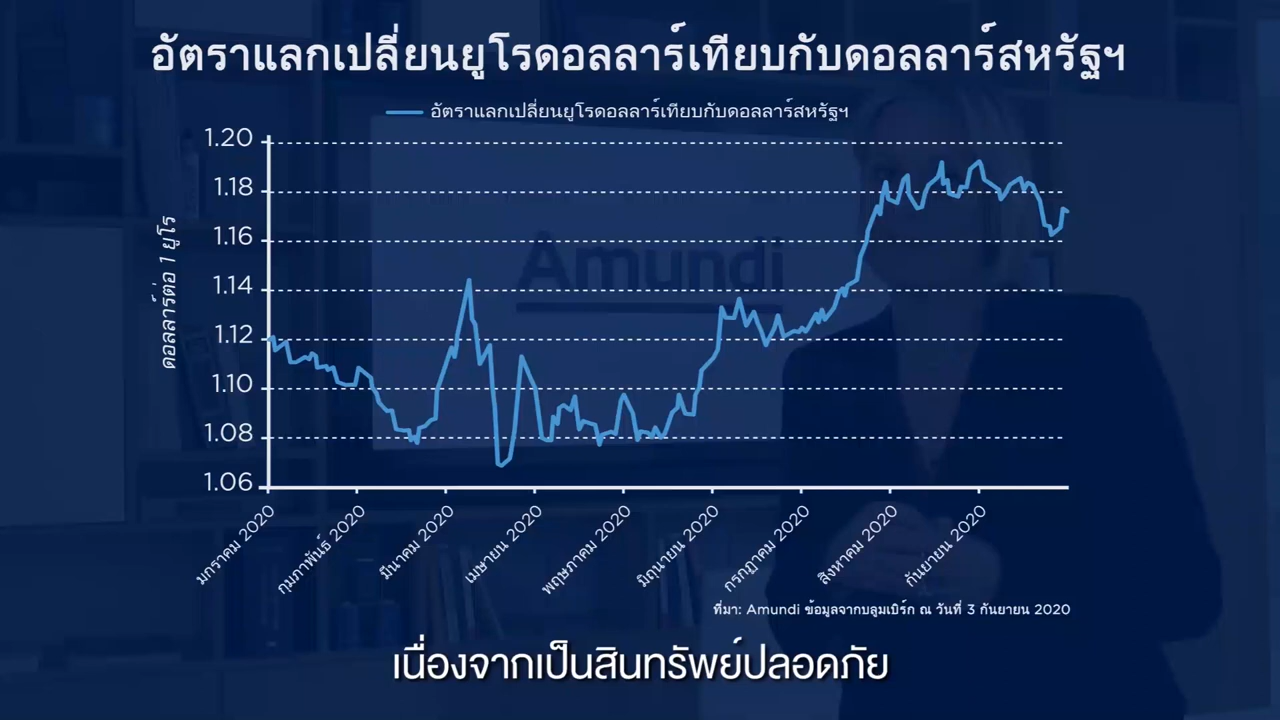 อัตราแลกเปลี่ยนยูโรดอลลาร์เทียบกับดอลลาร์สหรัฐฯ
อัตราแลกเปลี่ยนยูโรดอลลาร์เทียบกับดอลลาร์สหรัฐฯ
ดอลลาร์ต่อ 1 ยูโร
1.20
1.18
1.16
1.14
1.12
1.10
1.08
1.06
Amundi
มกราคม 2020
กุมภาพันธ์ 2020
มีนาคม 2020
เมษายน 2020
พฤษภาคม 2020
มิถุนายน 2020
กรกฎาคม 2020
สิงหาคม 2020
กันยายน 2020
ที่มา: Amundi ข้อมูลจากบลูมเบิร์ก ณ วันที่ 3 กันยายน 2020
เนื่องจากเป็นสินทรัพย์ปลอดภัย